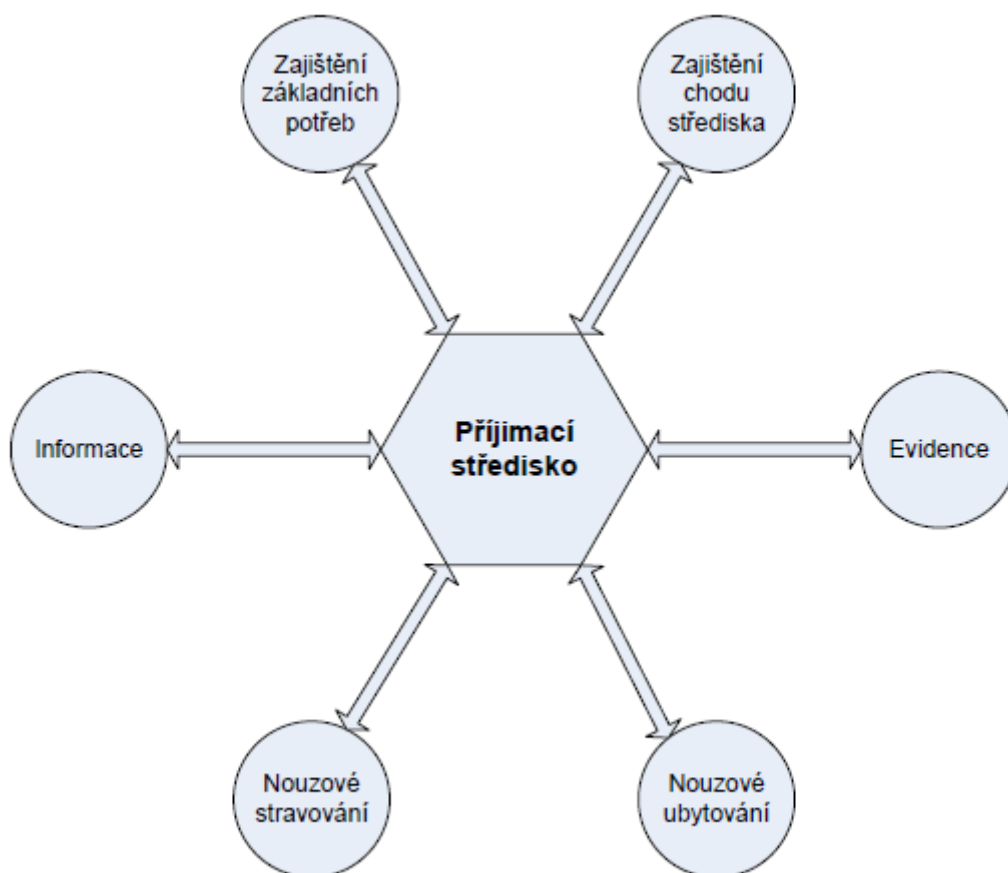 Zajištění
základních
potřeb
Zajištění
chodu
střediska
Informace
Příjimací
středisko
Evidence
Nouzové
stravování
Nouzové
ubytování